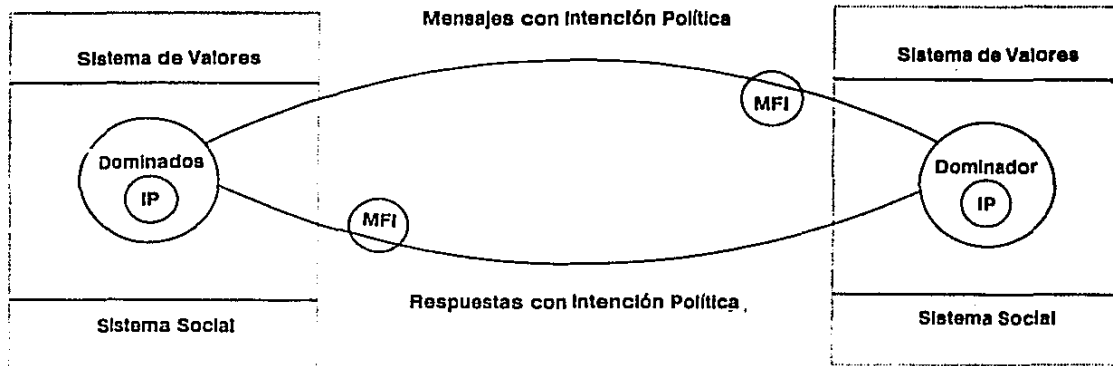 Mensajes con Intención Política
Sistema de Valores
Sistema de Valores
MFI
Dominados
IP
Dominador
IP
MFI
Respuestas con Intención Política
Sistema Social
Sistema Social